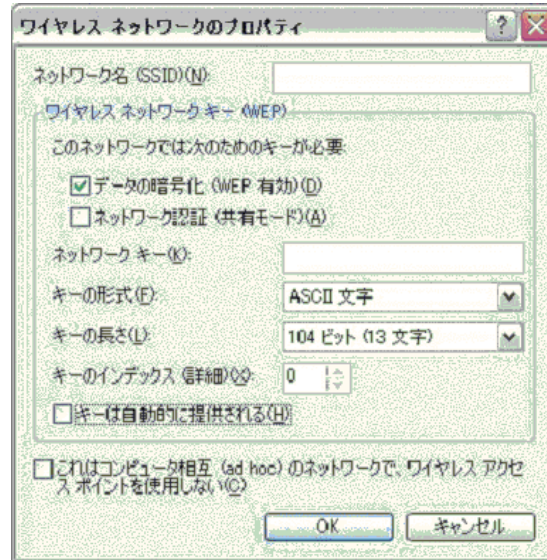 ワイヤレス ネットワークのプロパティ
ネットワーク名 (SSID)(N):
ワイヤレス ネットワーク キー (WEP)
このネットワークでは次のためのキーが必要:
データの暗号化 (WEP 有効)(D)
ネットワーク認証 (共有モード)(A)
ネットワーク キー(K):
キーの形式(F): ASCII 文字
キーの長さ(L): 104 ビット (13 文字)
キーのインデックス (詳細)(X): 0
キーは自動的に提供される(H)
これはコンピュータ相互 (ad hoc) のネットワークで、ワイヤレス アクセ
ス ポイントを使用しない(C)
OK キャンセル